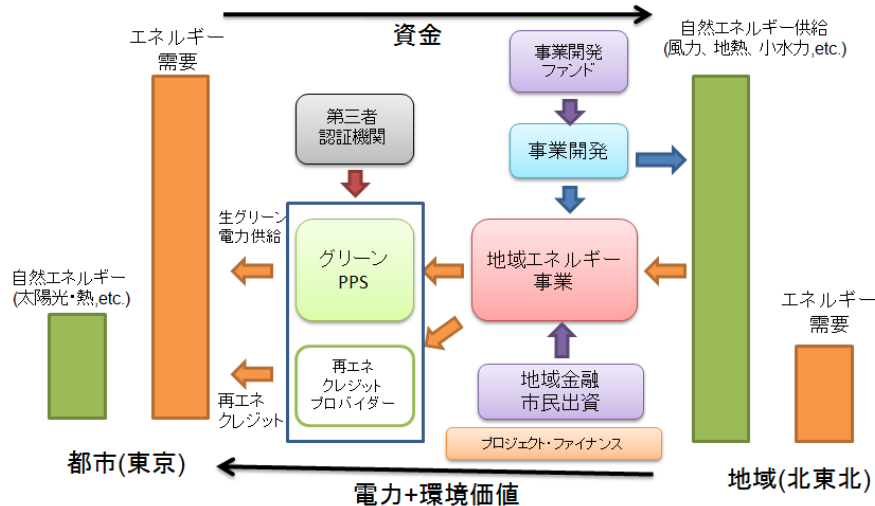 資金
エネルギー
需要
自然エネルギー供給
(風力、地熱、小水力,etc.)
事業開発
ファンド
第三者
認証機関
事業開発
生グリーン
電力供給
グリーン
PPS
地域エネルギー
事業
自然エネルギー
(太陽光・熱,etc.)
エネルギー
需要
再エネ
クレジット
再エネ
クレジット
プロバイダー
地域金融
市民出資
プロジェクト・ファイナンス
都市(東京)
電力+環境価値
地域(北東北)